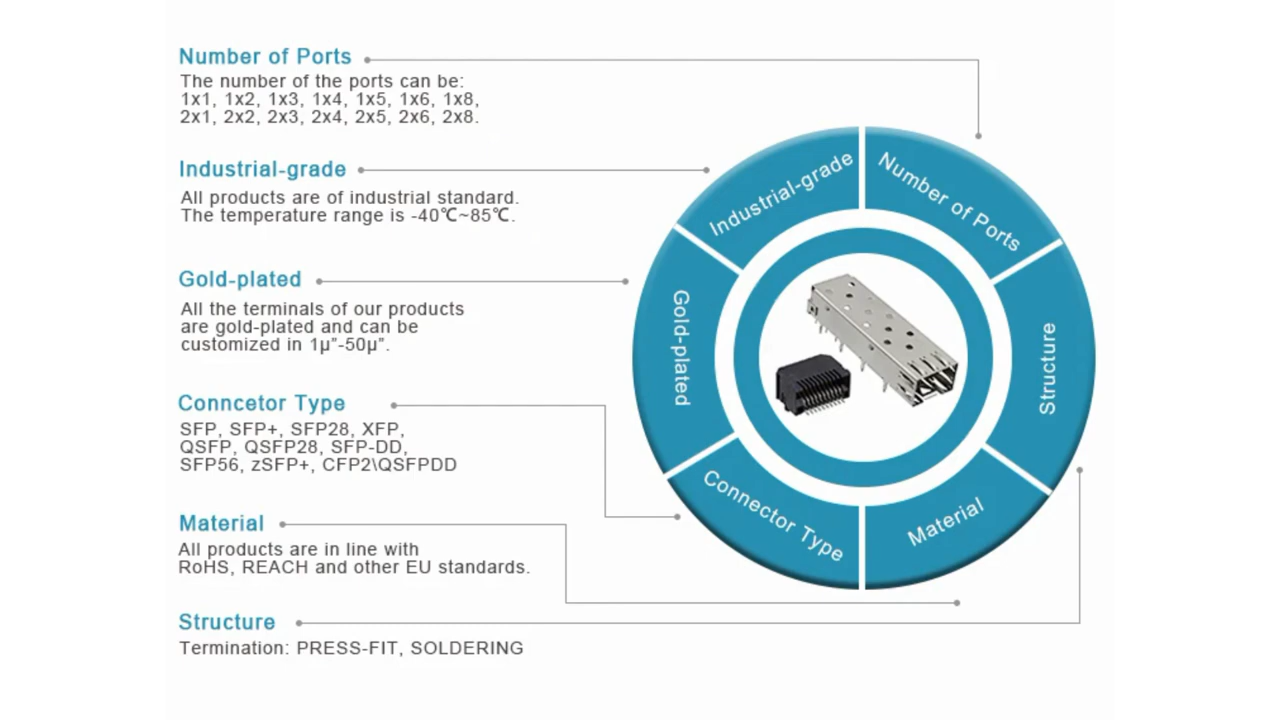 Number of Ports
The number of the ports can be:
1x1, 1x2, 1x3, 1x4, 1x5, 1x6, 1x8,
2x1, 2x2, 2x3, 2x4, 2x5, 2x6, 2x8.
Industrial-grade
All products are of industrial standard.
The temperature range is -40℃~85℃.
Gold-plated
All the terminals of our products
are gold-plated and can be
customized in 1μ”-50μ”.
Conncetor Type
SFP, SFP+, SFP28, XFP,
QSFP, QSFP28, SFP-DD,
SFP56, zSFP+, CFP2\QSFPDD
Material
All products are in line with
RoHS, REACH and other EU standards.
Structure
Termination: PRESS-FIT, SOLDERING
Industrial-grade
Number of Ports
Gold-plated
Structure
Connector Type
Material